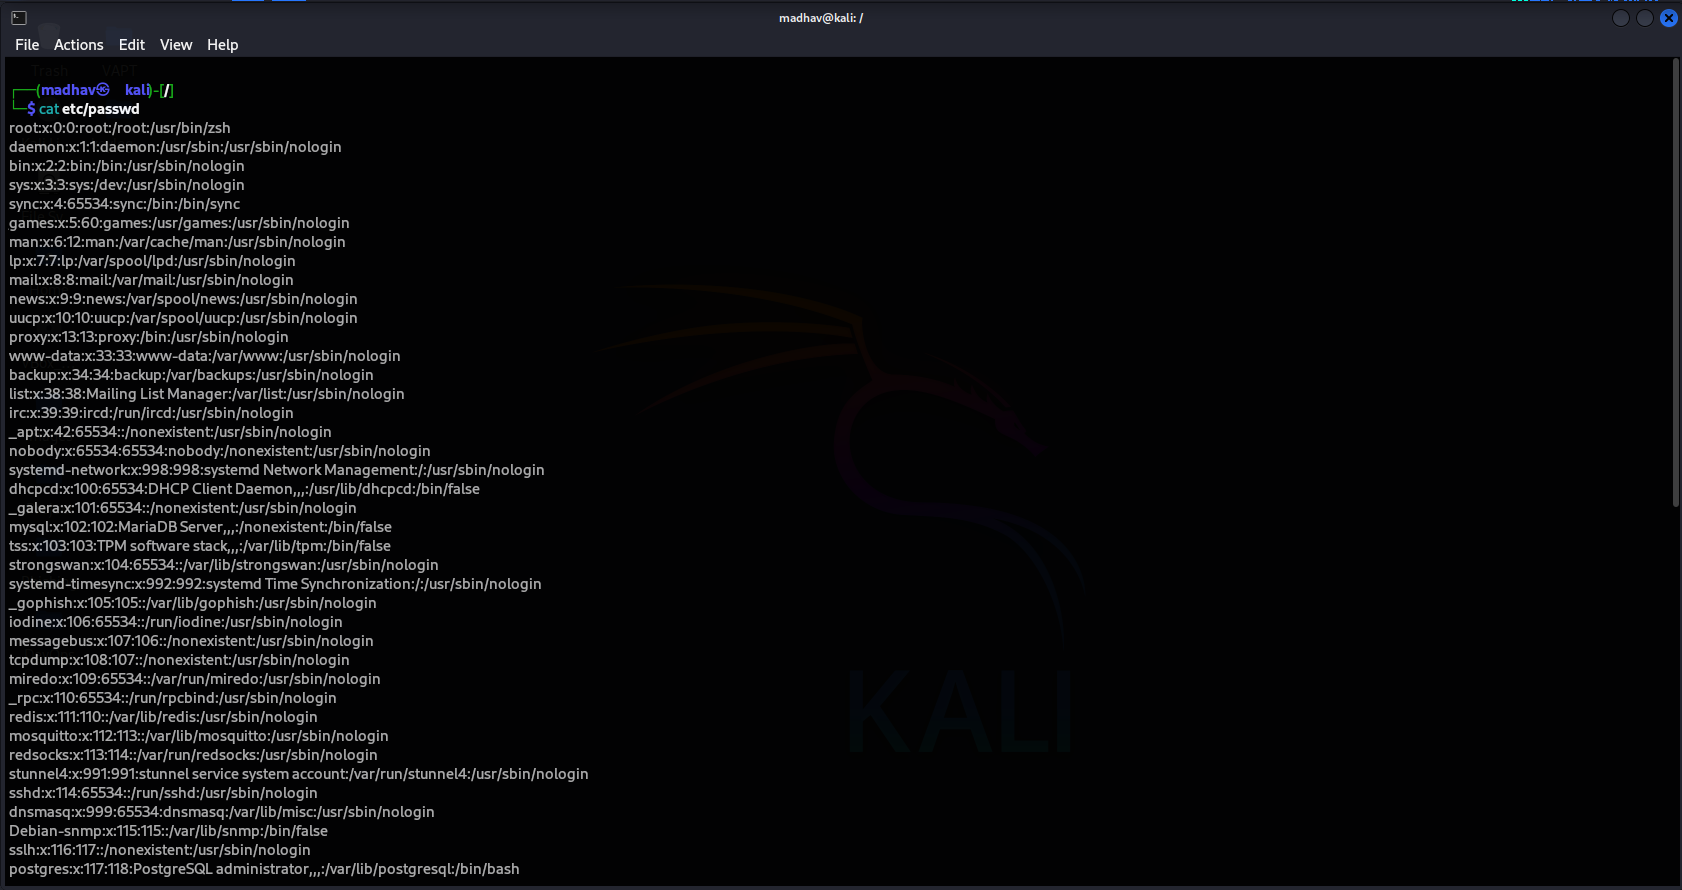 madhav@kali: /
File Actions Edit View Help
Trash VAPT
┌──(madhav㉿ kali)-[/]
└─$ cat etc/passwd
root:x:0:0:root:/root:/usr/bin/zsh
daemon:x:1:1:daemon:/usr/sbin:/usr/sbin/nologin
bin:x:2:2:bin:/bin:/usr/sbin/nologin
sys:x:3:3:sys:/dev:/usr/sbin/nologin
sync:x:4:65534:sync:/bin:/bin/sync
games:x:5:60:games:/usr/games:/usr/sbin/nologin
man:x:6:12:man:/var/cache/man:/usr/sbin/nologin
lp:x:7:7:lp:/var/spool/lpd:/usr/sbin/nologin
mail:x:8:8:mail:/var/mail:/usr/sbin/nologin
news:x:9:9:news:/var/spool/news:/usr/sbin/nologin
uucp:x:10:10:uucp:/var/spool/uucp:/usr/sbin/nologin
proxy:x:13:13:proxy:/bin:/usr/sbin/nologin
www-data:x:33:33:www-data:/var/www:/usr/sbin/nologin
backup:x:34:34:backup:/var/backups:/usr/sbin/nologin
list:x:38:38:Mailing List Manager:/var/list:/usr/sbin/nologin
irc:x:39:39:ircd:/run/ircd:/usr/sbin/nologin
_apt:x:42:65534::/nonexistent:/usr/sbin/nologin
nobody:x:65534:65534:nobody:/nonexistent:/usr/sbin/nologin
systemd-network:x:998:998:systemd Network Management:/:/usr/sbin/nologin
dhcpcd:x:100:65534:DHCP Client Daemon,,,:/usr/lib/dhcpcd:/bin/false
_galera:x:101:65534::/nonexistent:/usr/sbin/nologin
mysql:x:102:102:MariaDB Server,,,:/nonexistent:/bin/false
tss:x:103:103:TPM software stack,,,:/var/lib/tpm:/bin/false
strongswan:x:104:65534::/var/lib/strongswan:/usr/sbin/nologin
systemd-timesync:x:992:992:systemd Time Synchronization:/:/usr/sbin/nologin
_gophish:x:105:105::/var/lib/gophish:/usr/sbin/nologin
iodine:x:106:65534::/run/iodine:/usr/sbin/nologin
messagebus:x:107:106::/nonexistent:/usr/sbin/nologin
tcpdump:x:108:107::/nonexistent:/usr/sbin/nologin
miredo:x:109:65534::/var/run/miredo:/usr/sbin/nologin
_rpc:x:110:65534::/run/rpcbind:/usr/sbin/nologin
redis:x:111:110::/var/lib/redis:/usr/sbin/nologin
mosquitto:x:112:113::/var/lib/mosquitto:/usr/sbin/nologin
redsocks:x:113:114::/var/run/redsocks:/usr/sbin/nologin
stunnel4:x:991:991:stunnel service system account:/var/run/stunnel4:/usr/sbin/nologin
sshd:x:114:65534::/run/sshd:/usr/sbin/nologin
dnsmasq:x:999:65534:dnsmasq:/var/lib/misc:/usr/sbin/nologin
Debian-snmp:x:115:115::/var/lib/snmp:/bin/false
sslh:x:116:117::/nonexistent:/usr/sbin/nologin
postgres:x:117:118:PostgreSQL administrator,,,:/var/lib/postgresql:/bin/bash
KALI